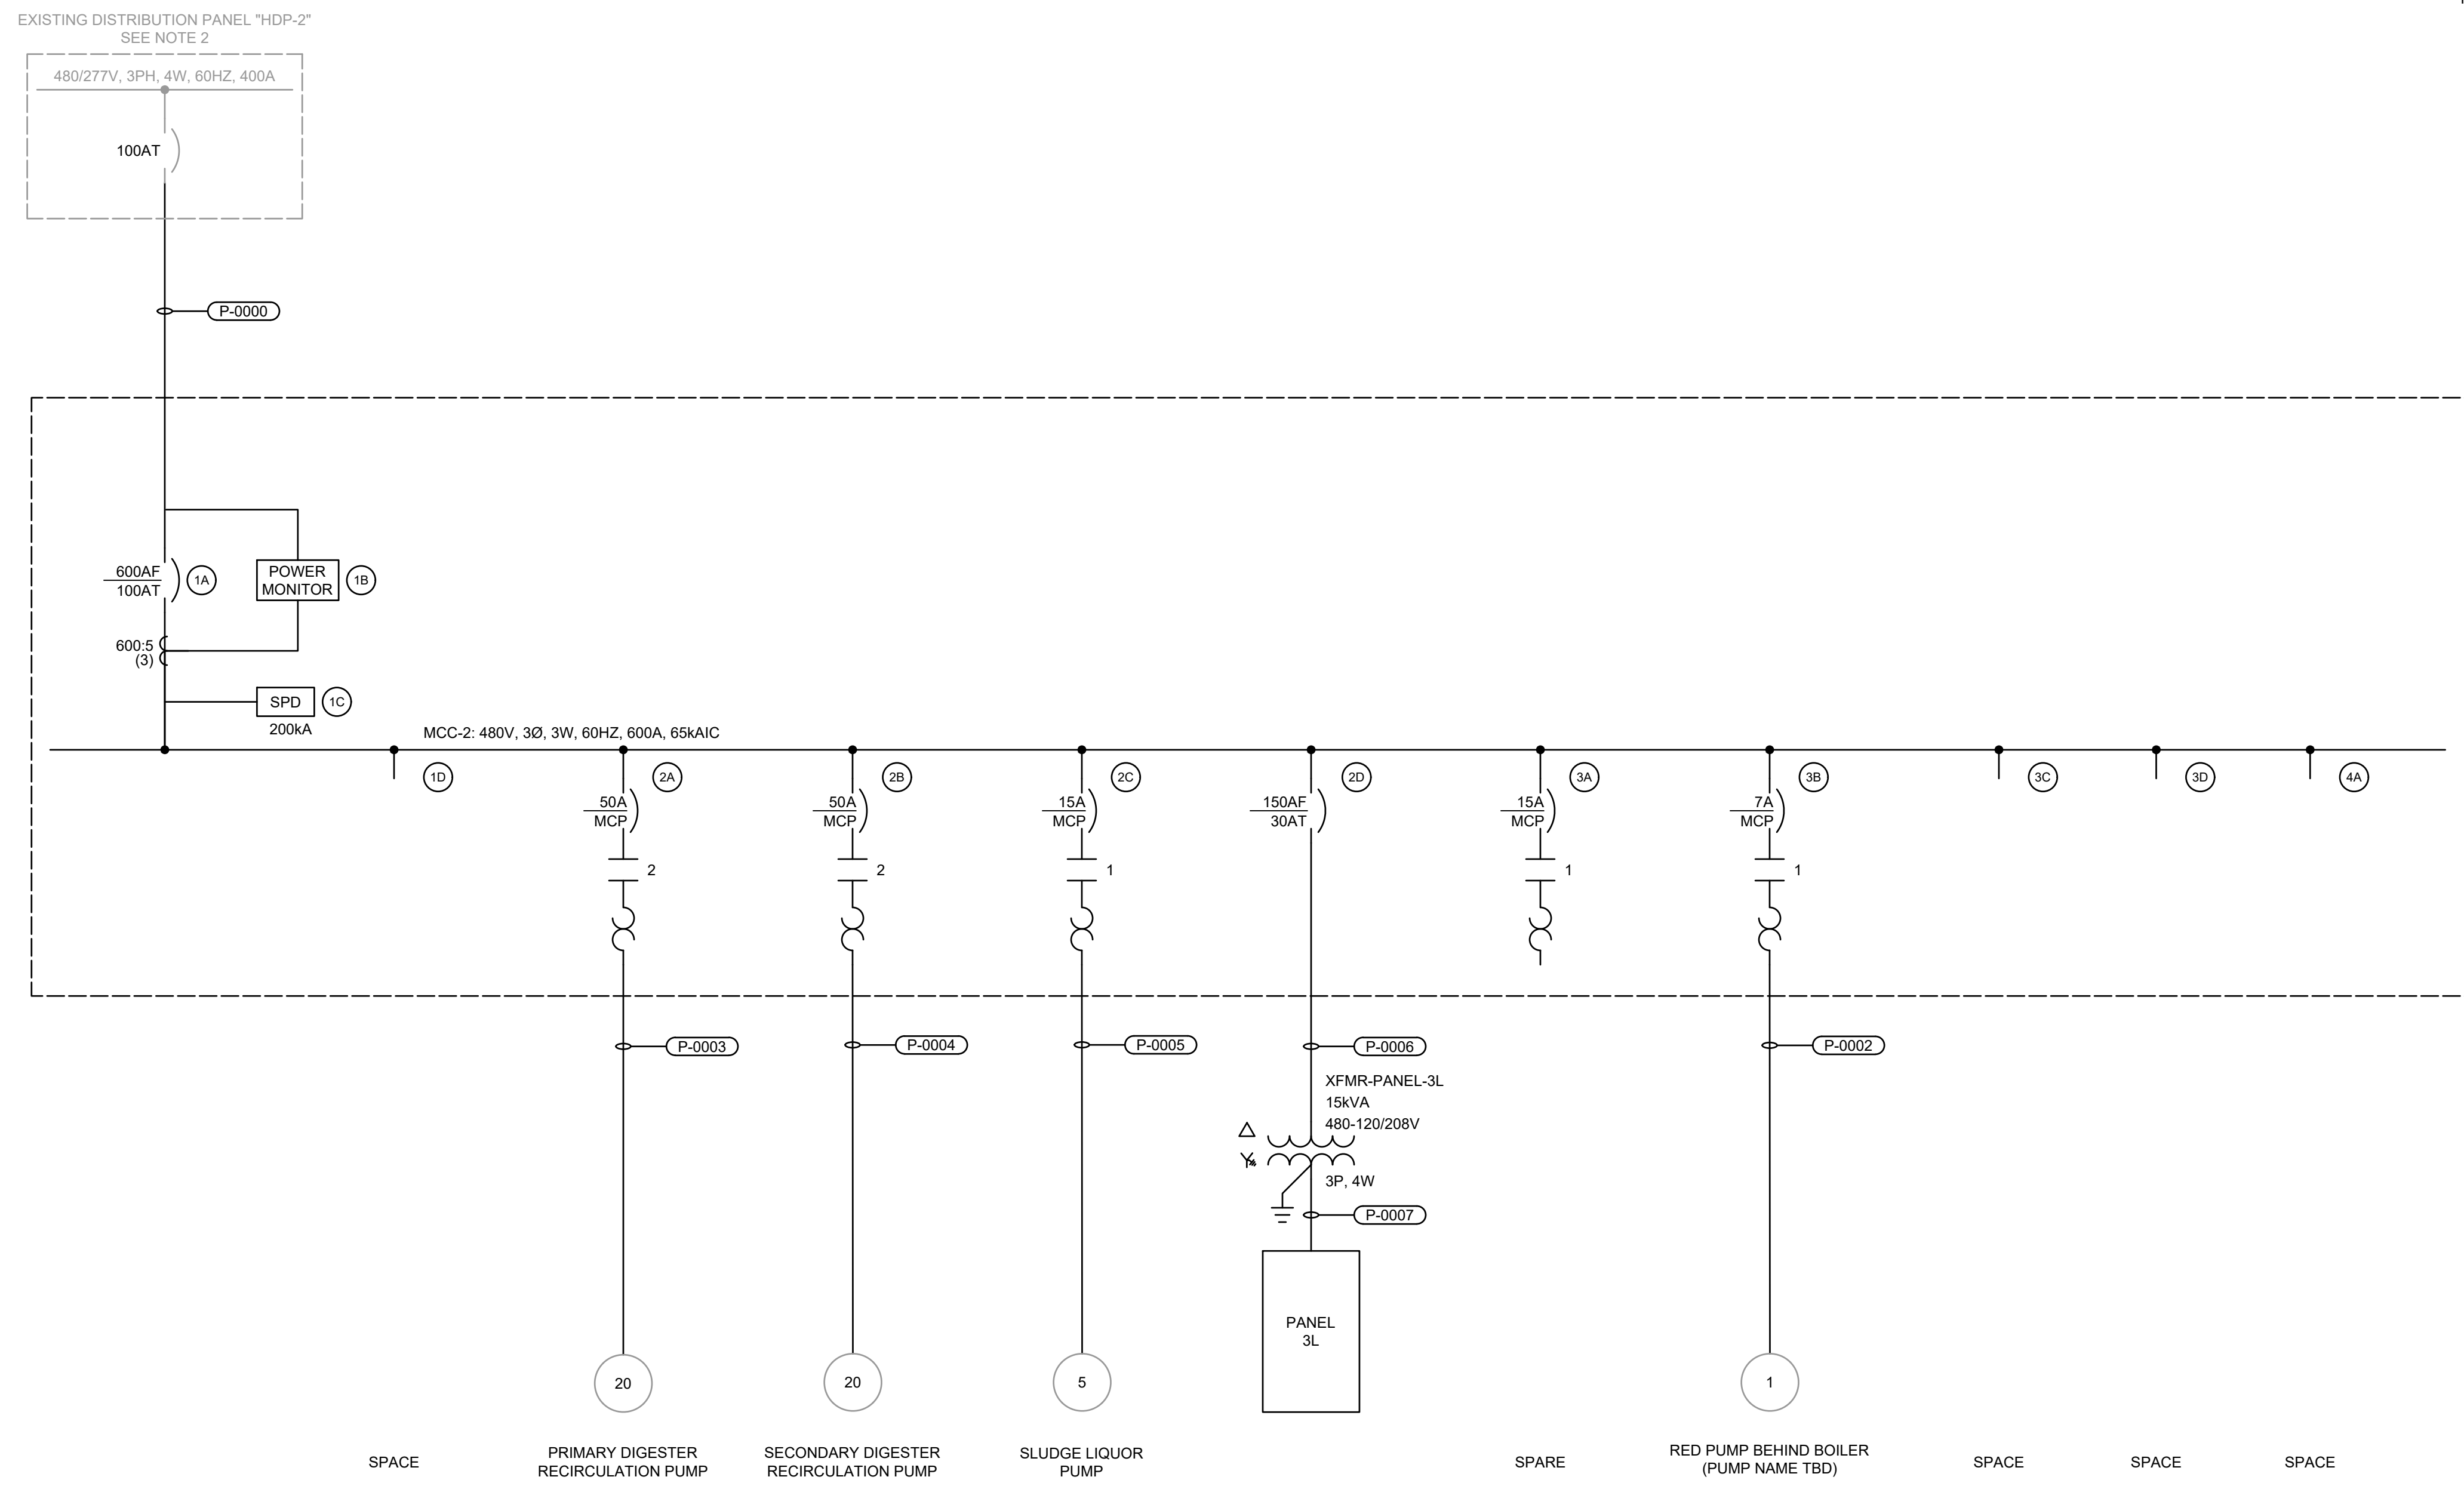 EXISTING DISTRIBUTION PANEL "HDP-2"
SEE NOTE 2
480/277V, 3PH, 4W, 60HZ, 400A
100AT
P-0000
600AF
100AT
1A
POWER
MONITOR
1B
600:5
(3)
SPD
1C
200kA
MCC-2: 480V, 3Ø, 3W, 60HZ, 600A, 65kAIC
1D
2A
2B
2C
2D
3A
3B
3C
3D
4A
50A
MCP
50A
MCP
15A
MCP
150AF
30AT
15A
MCP
7A
MCP
2
2
1
1
1
P-0003
P-0004
P-0005
P-0006
P-0002
XFMR-PANEL-3L
15kVA
480-120/208V
3P, 4W
P-0007
PANEL
3L
20
20
5
1
SPACE
PRIMARY DIGESTER
RECIRCULATION PUMP
SECONDARY DIGESTER
RECIRCULATION PUMP
SLUDGE LIQUOR
PUMP
SPARE
RED PUMP BEHIND BOILER
(PUMP NAME TBD)
SPACE
SPACE
SPACE